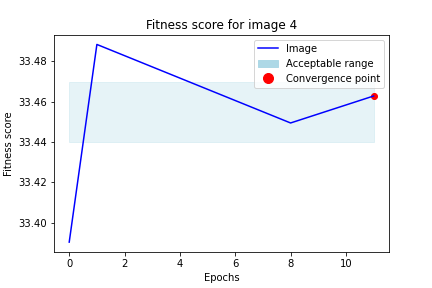 Fitness score for image 4
Image
Acceptable range
Convergence point
Fitness score
33.48
33.46
33.44
33.42
33.40
0 2 4 6 8 10
Epochs